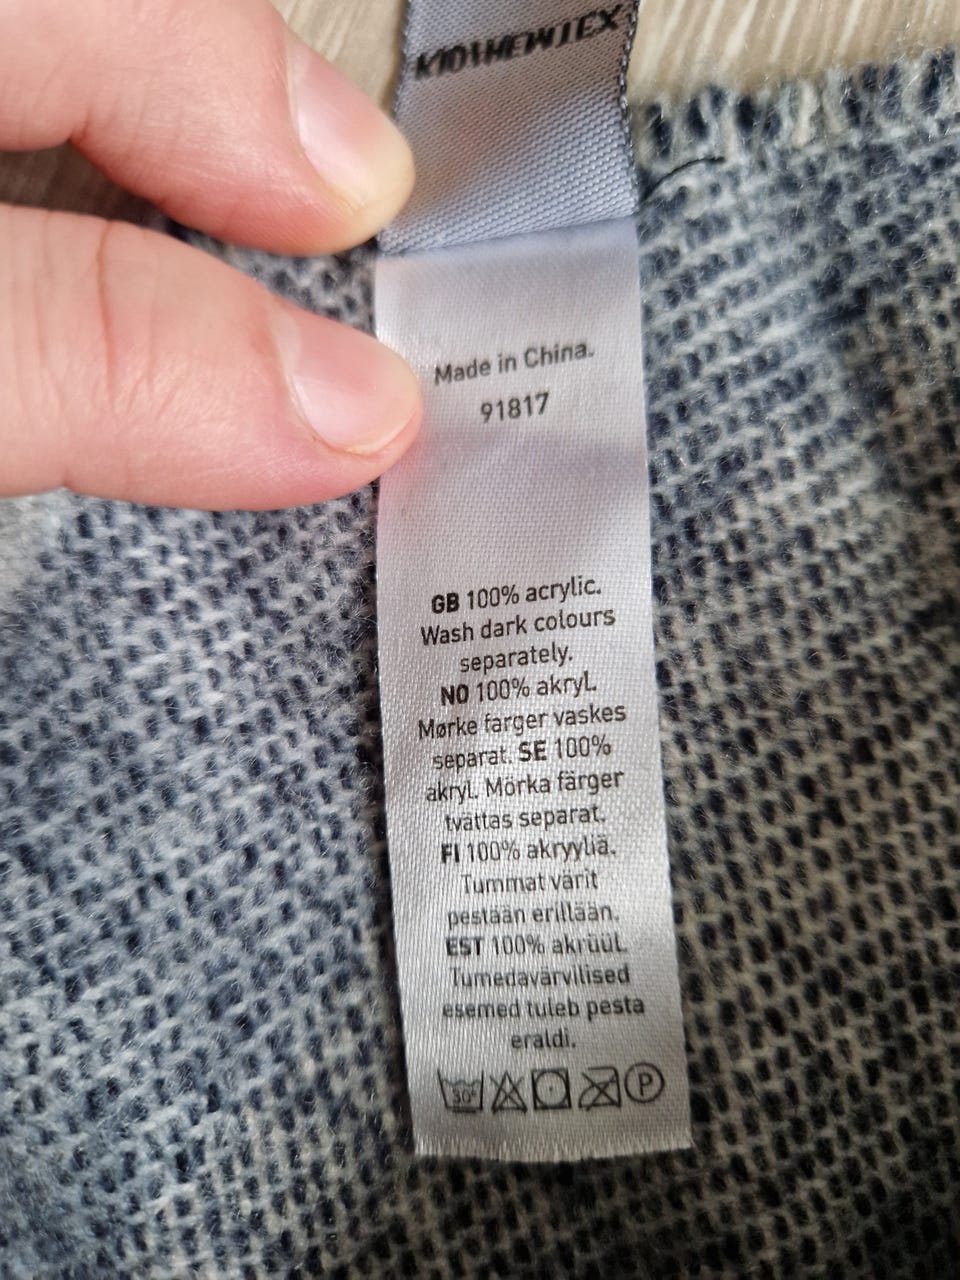 Made in China.
91817
GB 100% acrylic.
Wash dark colours
separately.
NO 100% akryl.
Mørke farger vaskes
separat. SE 100%
akryl. Mörka färger
tvättas separat.
FI 100% akryyliä.
Tummat värit
pestään erillään.
EST 100% akrüül.
Tumedavärvilised
esemed tuleb pesta
eraldi.
30° P